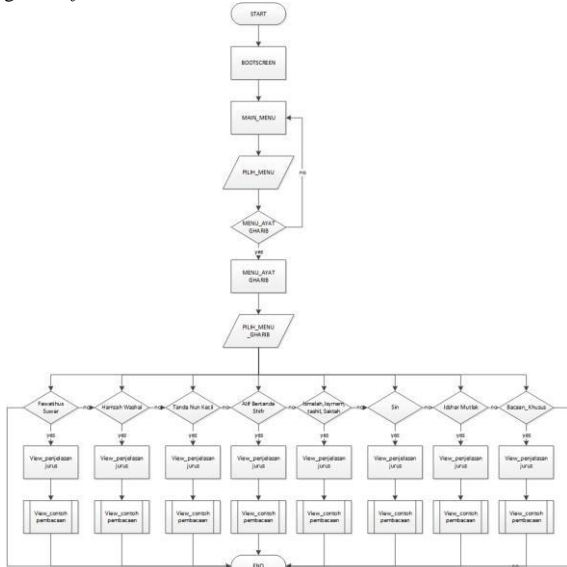 START
BOOTSCREEN
MAIN_MENU
PILIH_MENU
no
MENU_AYAT
GHARIB
yes
MENU_AYAT
GHARIB
PILIH_MENU
_GHARIB
Fawatihus
Suwar
no
Hamzah Washal
no
Tanda Nun Kecil
no
Alif Bertanda
Shifr
no
Isymam,
tashil, Saktah
no
Sin
no
Idzhar Mutlak
no
Bacaan_Khusus
yes
yes
yes
yes
yes
yes
yes
yes
View_penjelasan
jurus
View_penjelasan
jurus
View_penjelasan
jurus
View_penjelasan
jurus
View_penjelasan
jurus
View_penjelasan
jurus
View_penjelasan
jurus
View_penjelasan
jurus
View_contoh
pembacaan
View_contoh
pembacaan
View_contoh
pembacaan
View_contoh
pembacaan
View_contoh
pembacaan
View_contoh
pembacaan
View_contoh
pembacaan
View_contoh
pembacaan
END
no